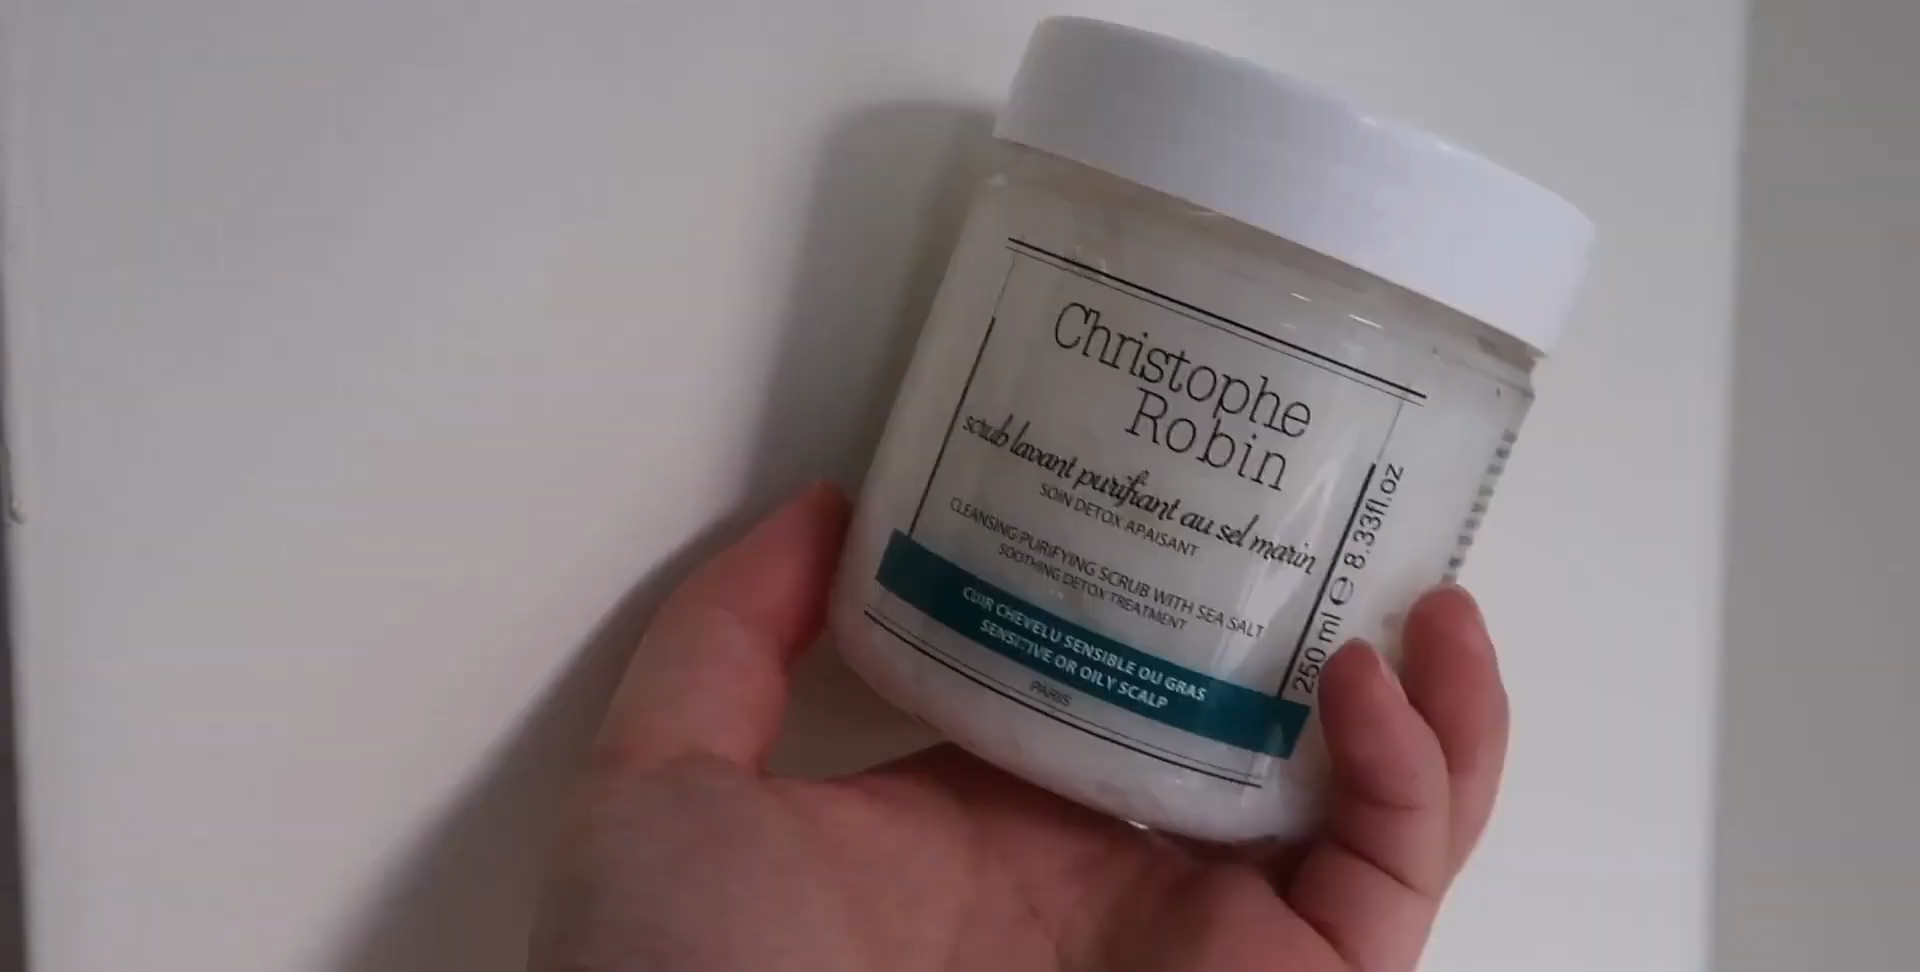 Christophe
Robin
scrub lavant purifiant au sel marin
SOIN DETOX APAISANT
CLEANSING PURIFYING SCRUB WITH SEA SALT
SOOTHING DETOX TREATMENT
CUIR CHEVELU SENSIBLE OU GRAS
SENSITIVE OR OILY SCALP
PARIS
250 ml e 8.33fl.oz